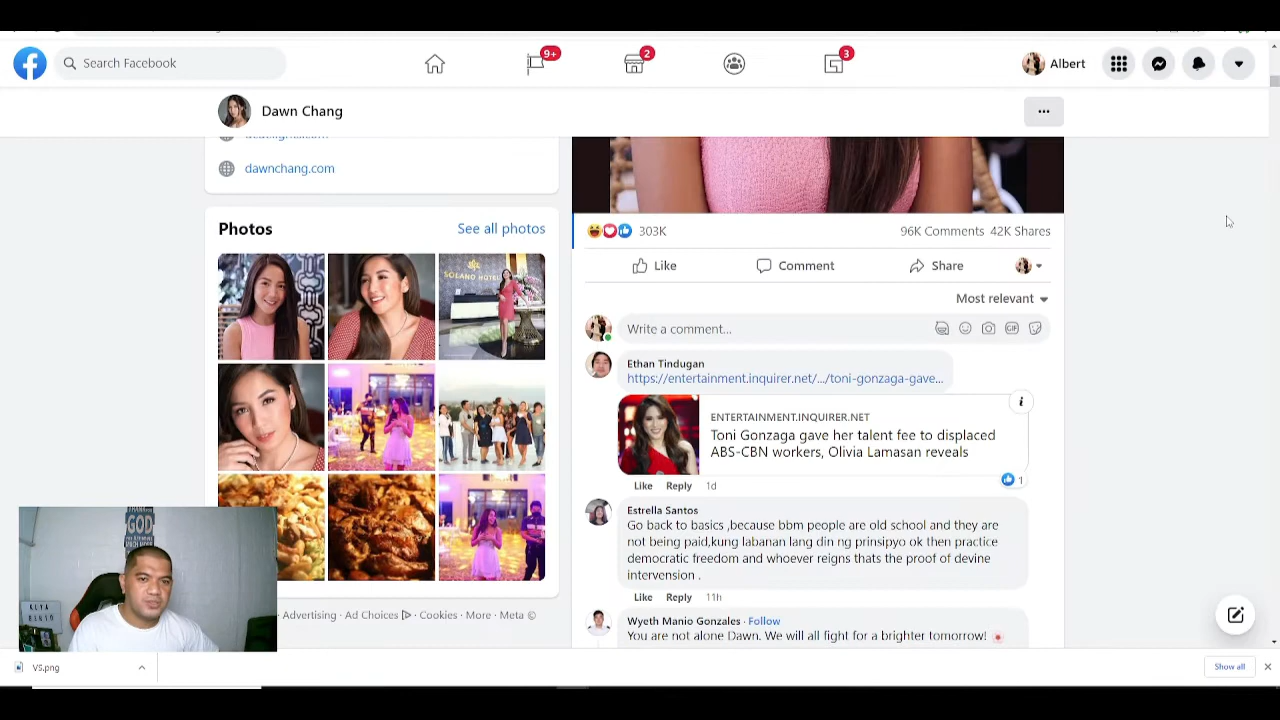 Search Facebook
9+
2
3
Albert
Dawn Chang
dawnchang.com
Photos
See all photos
SOLANO HOTEL
303K
96K Comments 42K Shares
Like
Comment
Share
Most relevant
Write a comment...
GIF
Ethan Tindugan
https://entertainment.inquirer.net/.../toni-gonzaga-gave...
ENTERTAINMENT.INQUIRER.NET
Toni Gonzaga gave her talent fee to displaced
ABS-CBN workers, Olivia Lamasan reveals
Like Reply 1d
1
Estrella Santos
Go back to basics ,because bbm people are old school and they are
not being paid,kung labanan lang din ng prinsipyo ok then practice
democratic freedom and whoever reigns thats the proof of devine
intervension .
Like Reply 11h
Wyeth Manio Gonzales · Follow
You are not alone Dawn. We will all fight for a brighter tomorrow!
· Advertising · Ad Choices · Cookies · More · Meta ©
GOD
VS.png
Show all